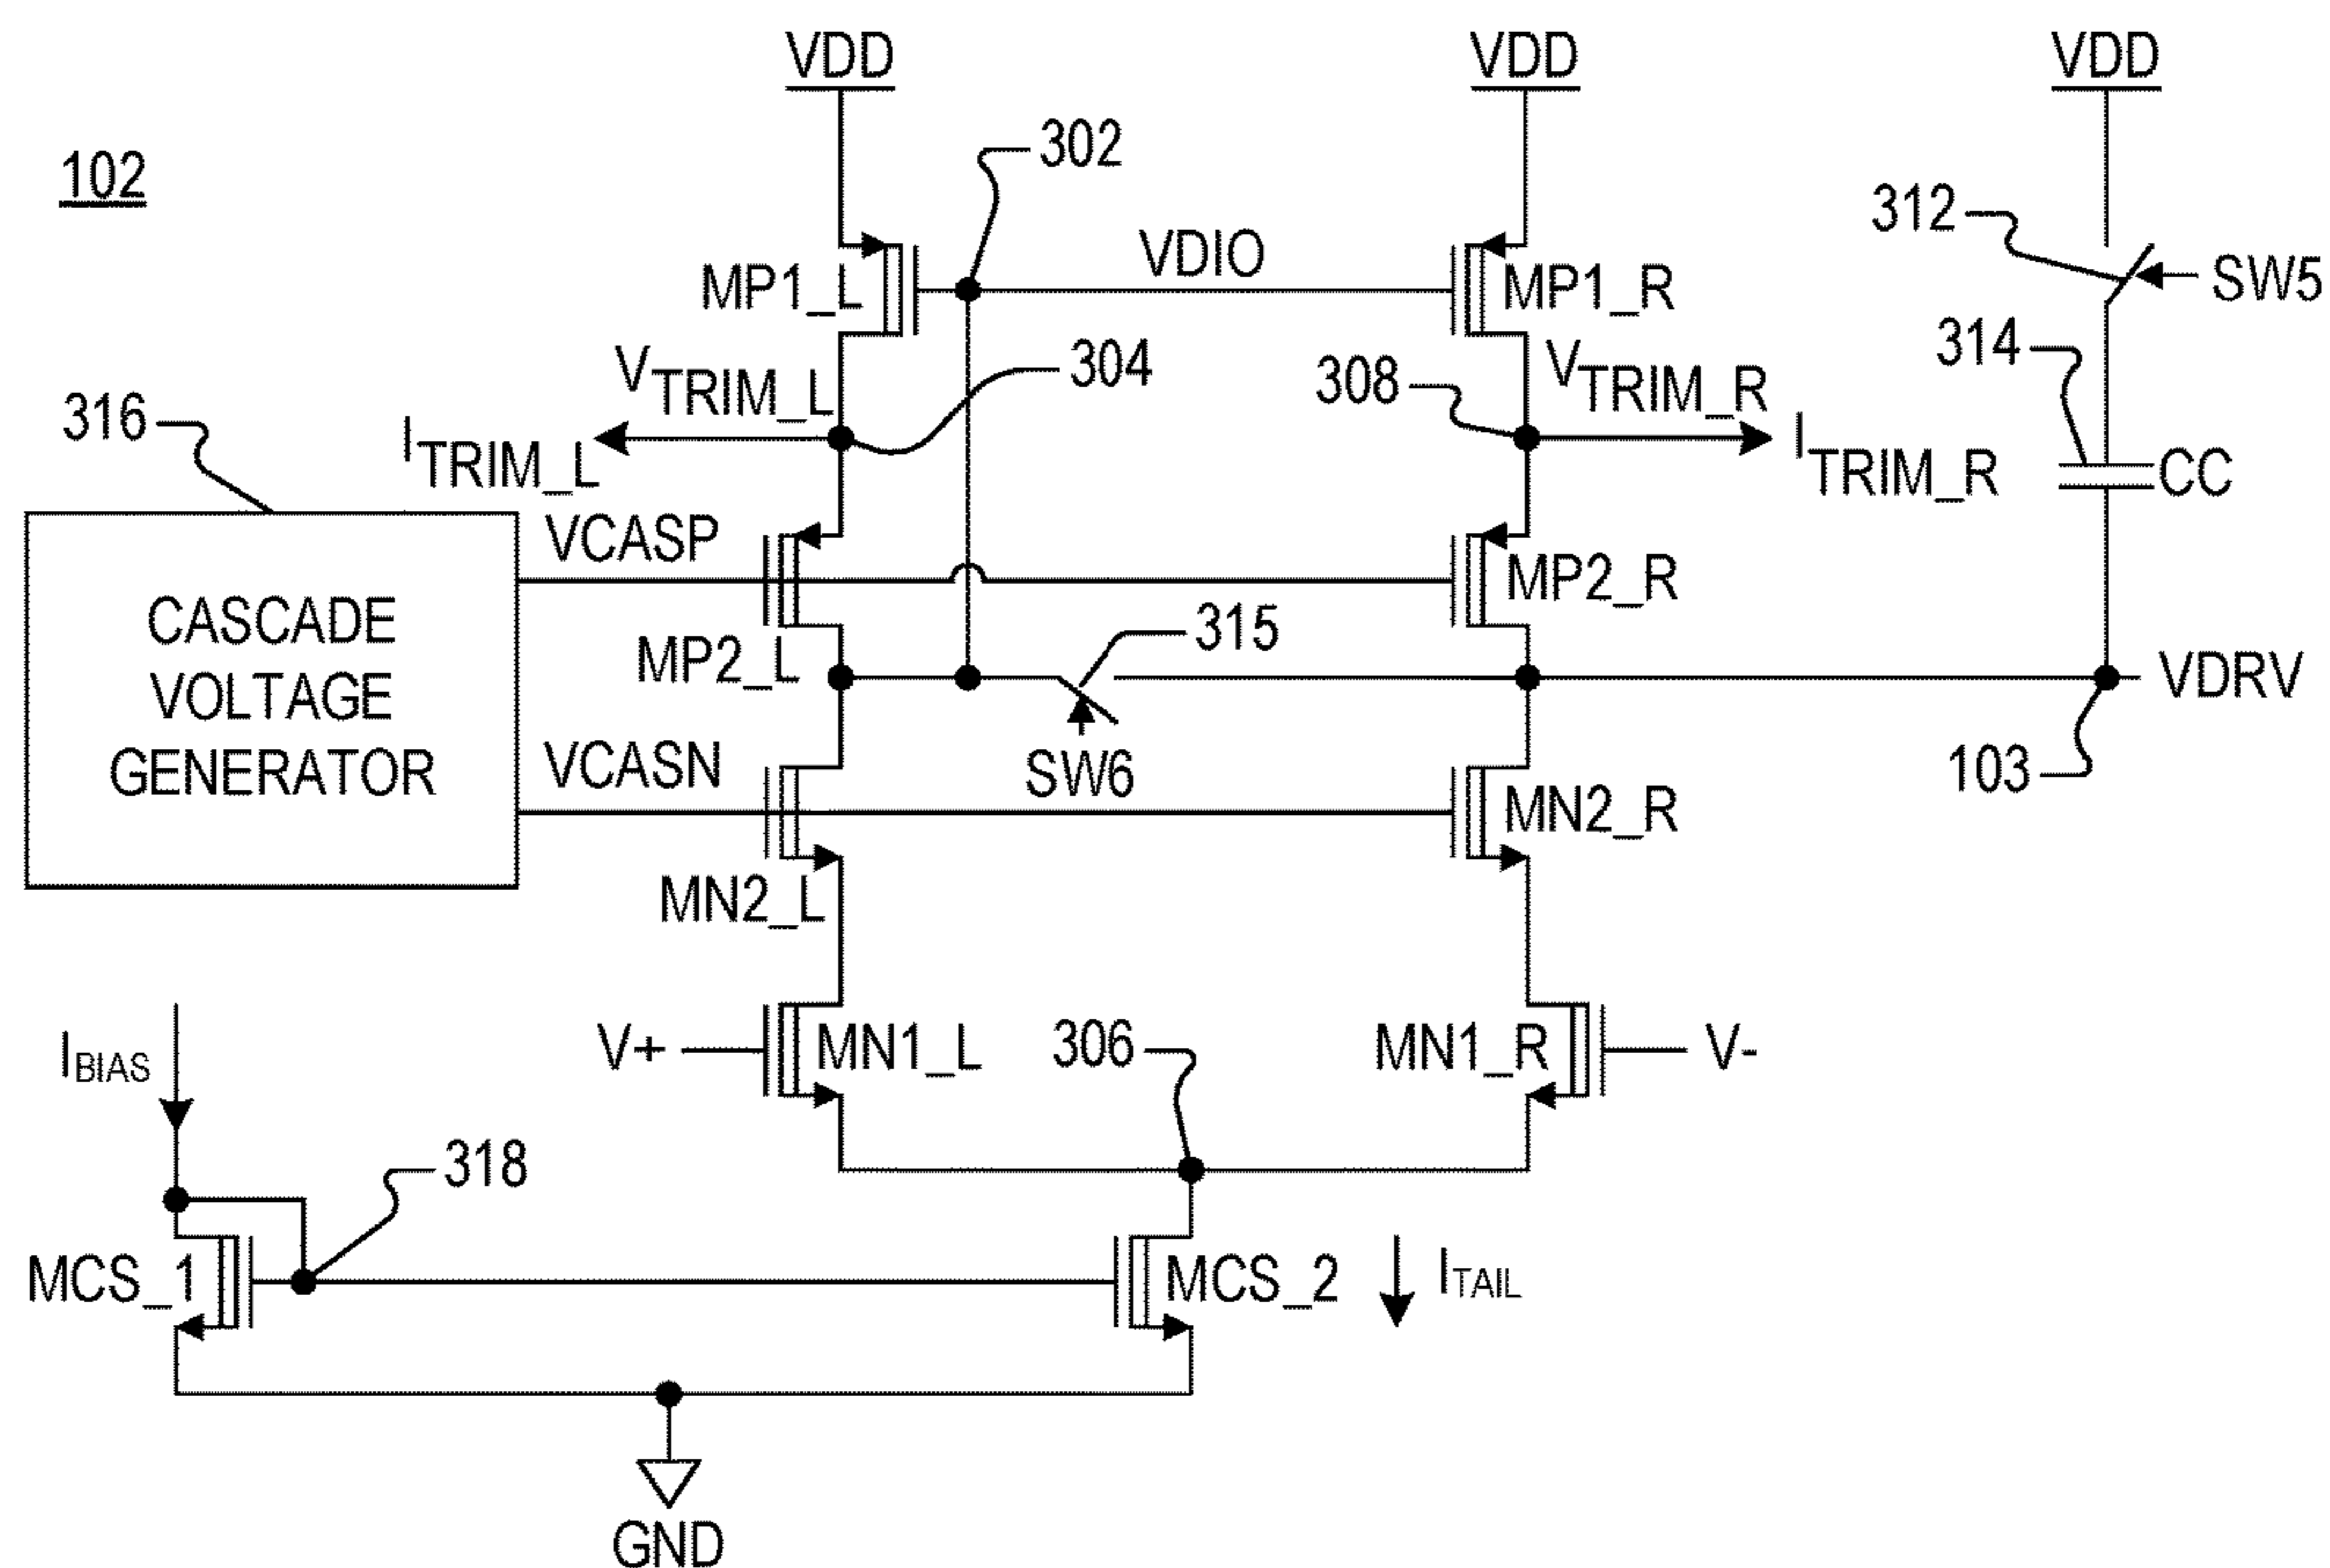 VDD
VDD
VDD
102
302
312
SW5
VDIO
MP1_L
MP1_R
304
308
314
VTRIM_L
VTRIM_R
316
ITRIM_L
ITRIM_R
CC
VCASP
MP2_R
CASCADE
VOLTAGE
GENERATOR
315
MP2_L
VDRV
VCASN
SW6
103
MN2_R
MN2_L
IBIAS
V+
MN1_L
306
MN1_R
V-
318
MCS_1
MCS_2
ITAIL
GND